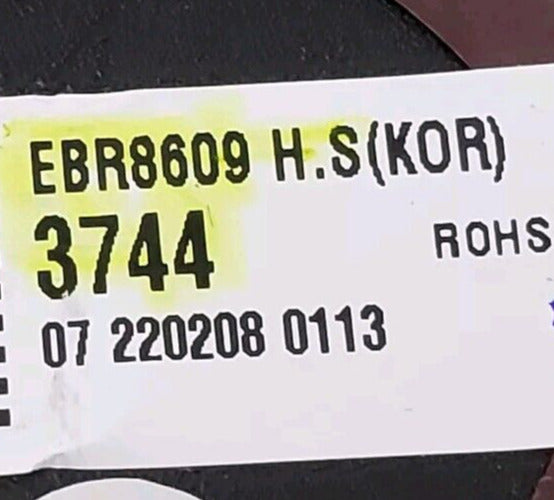 EBR8609 H.S(KOR)
3744 ROHS
07 220208 0113